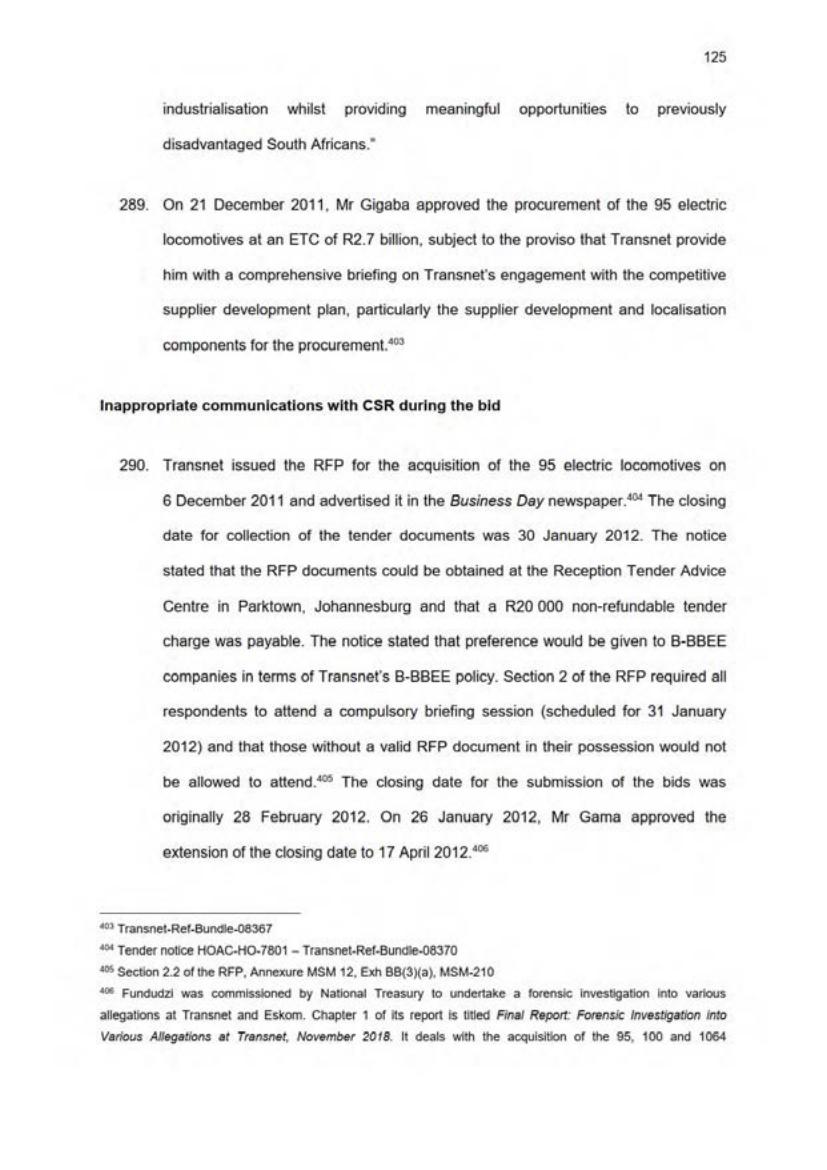 125
industrialisation whilst providing meaningful opportunities to previously
disadvantaged South Africans."
289. On 21 December 2011, Mr Gigaba approved the procurement of the 95 electric
locomotives at an ETC of R2.7 billion, subject to the proviso that Transnet provide
him with a comprehensive briefing on Transnet's engagement with the competitive
supplier development plan, particularly the supplier development and localisation
components for the procurement.403
Inappropriate communications with CSR during the bid
290. Transnet issued the RFP for the acquisition of the 95 electric locomotives on
6 December 2011 and advertised it in the Business Day newspaper.404 The closing
date for collection of the tender documents was 30 January 2012. The notice
stated that the RFP documents could be obtained at the Reception Tender Advice
Centre in Parktown, Johannesburg and that a R20 000 non-refundable tender
charge was payable. The notice stated that preference would be given to B-BBEE
companies in terms of Transnet's B-BBEE policy. Section 2 of the RFP required all
respondents to attend a compulsory briefing session (scheduled for 31 January
2012) and that those without a valid RFP document in their possession would not
be allowed to attend.405 The closing date for the submission of the bids was
originally 28 February 2012. On 26 January 2012, Mr Gama approved the
extension of the closing date to 17 April 2012.406
403 Transnet-Ref-Bundle-08367
404 Tender notice HOAC-HO-7801 – Transnet-Ref-Bundle-08370
405 Section 2.2 of the RFP, Annexure MSM 12, Exh BB(3)(a), MSM-210
406 Fundudzi was commissioned by National Treasury to undertake a forensic investigation into various
allegations at Transnet and Eskom. Chapter 1 of its report is titled Final Report: Forensic Investigation into
Various Allegations at Transnet, November 2018. It deals with the acquisition of the 95, 100 and 1064